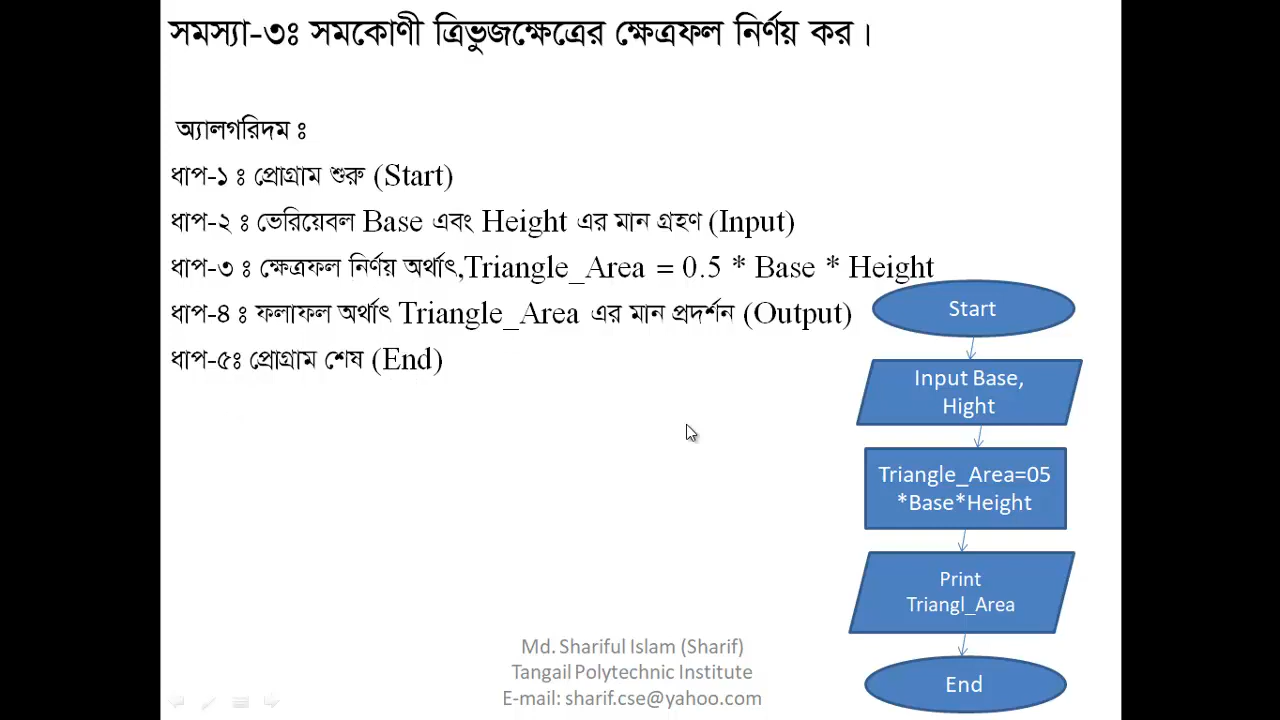 সমস্যা-৩ঃ সমকোণী ত্রিভুজক্ষেত্রের ক্ষেত্রফল নির্ণয় কর।
অ্যালগরিদম ঃ
ধাপ-১ ঃ প্রোগ্রাম শুরু (Start)
ধাপ-২ ঃ ভেরিয়েবল Base এবং Height এর মান গ্রহণ (Input)
ধাপ-৩ ঃ ক্ষেত্রফল নির্ণয় অর্থাৎ,Triangle_Area = 0.5 * Base * Height
ধাপ-৪ ঃ ফলাফল অর্থাৎ Triangle_Area এর মান প্রদর্শন (Output)
ধাপ-৫ঃ প্রোগ্রাম শেষ (End)
Start
Input Base,
Hight
Triangle_Area=05
*Base*Height
Print
Triangl_Area
End
Md. Shariful Islam (Sharif)
Tangail Polytechnic Institute
E-mail: sharif.cse@yahoo.com